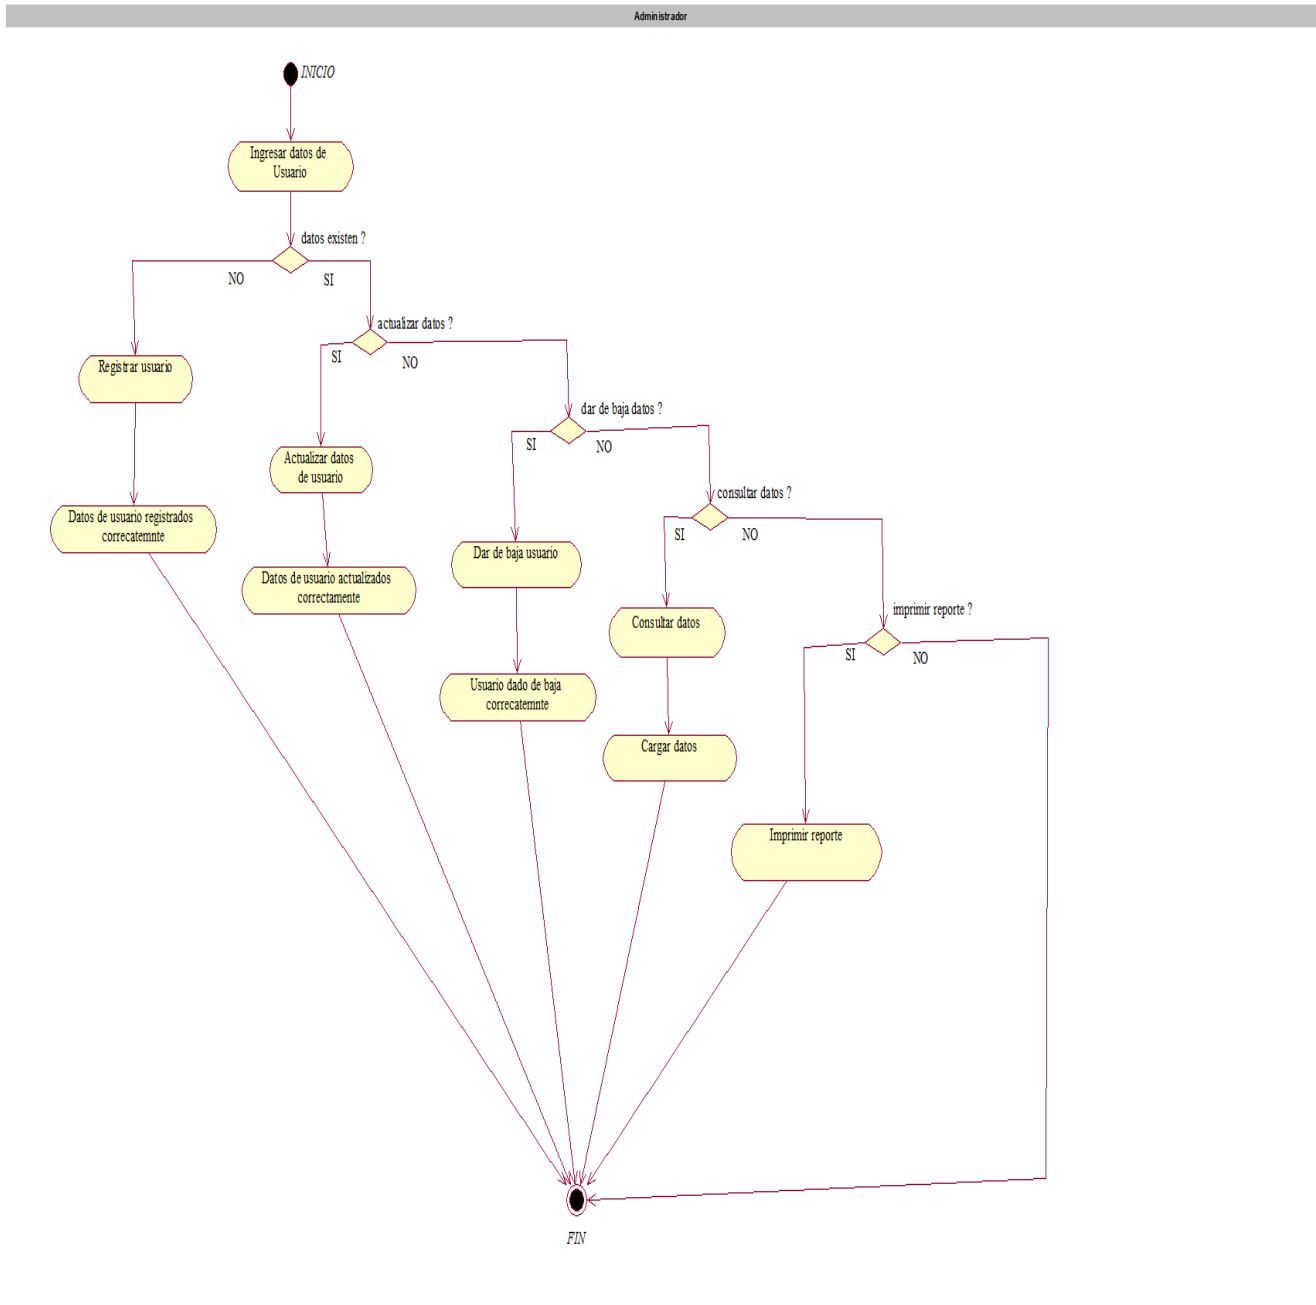 Administrador
INICIO
Ingresar datos de
Usuario
datos existen ?
NO
SI
actualizar datos ?
SI
NO
Registrar usuario
dar de baja datos ?
SI
NO
Actualizar datos
de usuario
consultar datos ?
SI
NO
Datos de usuario registrados
correcatemnte
Dar de baja usuario
Datos de usuario actualizados
correctamente
imprimir reporte ?
Consultar datos
SI
NO
Usuario dado de baja
correcatemnte
Cargar datos
Imprimir reporte
FIN